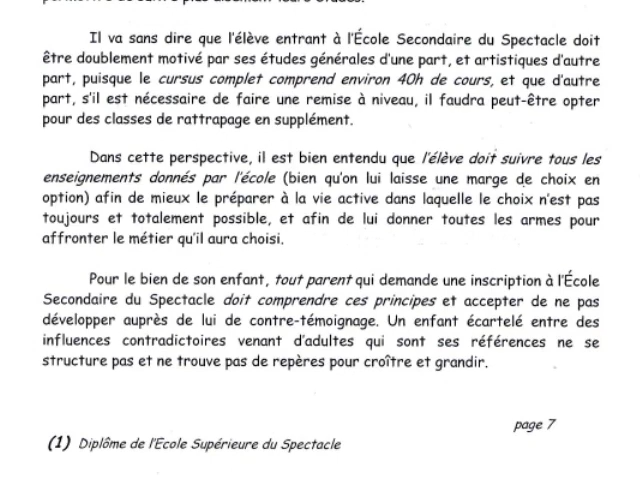 Il va sans dire que l'élève entrant à l'École Secondaire du Spectacle doit
être doublement motivé par ses études générales d'une part, et artistiques d'autre
part, puisque le cursus complet comprend environ 40h de cours, et que d'autre
part, s'il est nécessaire de faire une remise à niveau, il faudra peut-être opter
pour des classes de rattrapage en supplément.
Dans cette perspective, il est bien entendu que l'élève doit suivre tous les
enseignements donnés par l'école (bien qu'on lui laisse une marge de choix en
option) afin de mieux le préparer à la vie active dans laquelle le choix n'est pas
toujours et totalement possible, et afin de lui donner toutes les armes pour
affronter le métier qu'il aura choisi.
Pour le bien de son enfant, tout parent qui demande une inscription à l'École
Secondaire du Spectacle doit comprendre ces principes et accepter de ne pas
développer auprès de lui de contre-témoignage. Un enfant écartelé entre des
influences contradictoires venant d'adultes qui sont ses références ne se
structure pas et ne trouve pas de repères pour croître et grandir.
page 7
(1) Diplôme de l'Ecole Supérieure du Spectacle